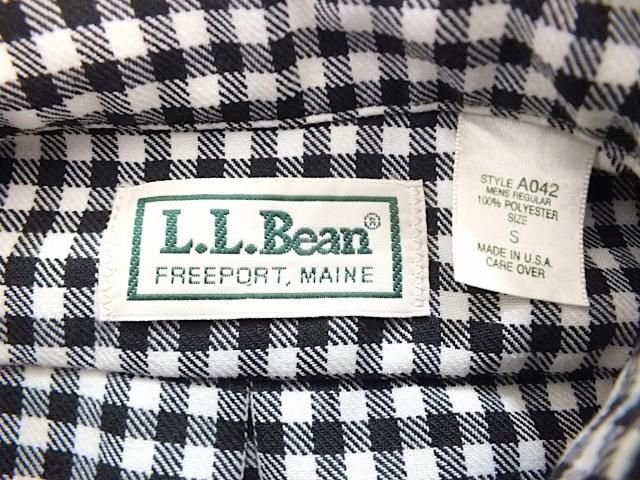 L.L.Bean®
FREEPORT, MAINE
STYLE A042
MENS REGULAR
100% POLYESTER
SIZE
S
MADE IN U.S.A.
CARE OVER